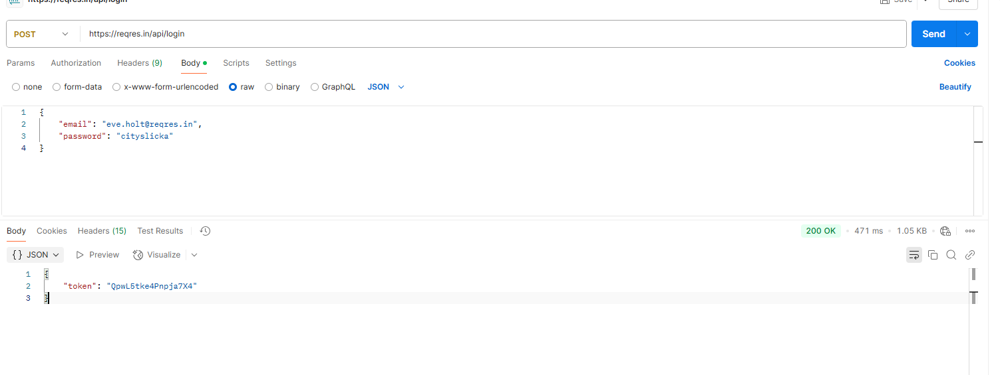 https://reqres.in/api/login
Save
Share
POST
https://reqres.in/api/login
Send
Params Authorization Headers (9) Body Scripts Settings
Cookies
none form-data x-www-form-urlencoded raw binary GraphQL JSON
Beautify
1 {
2 "email": "eve.holt@reqres.in",
3 "password": "cityslicka"
4 }
Body Cookies Headers (15) Test Results
200 OK • 471 ms • 1.05 KB •
{} JSON Preview Visualize
1 {
2 "token": "QpwL5tke4Pnpja7X4"
3 }